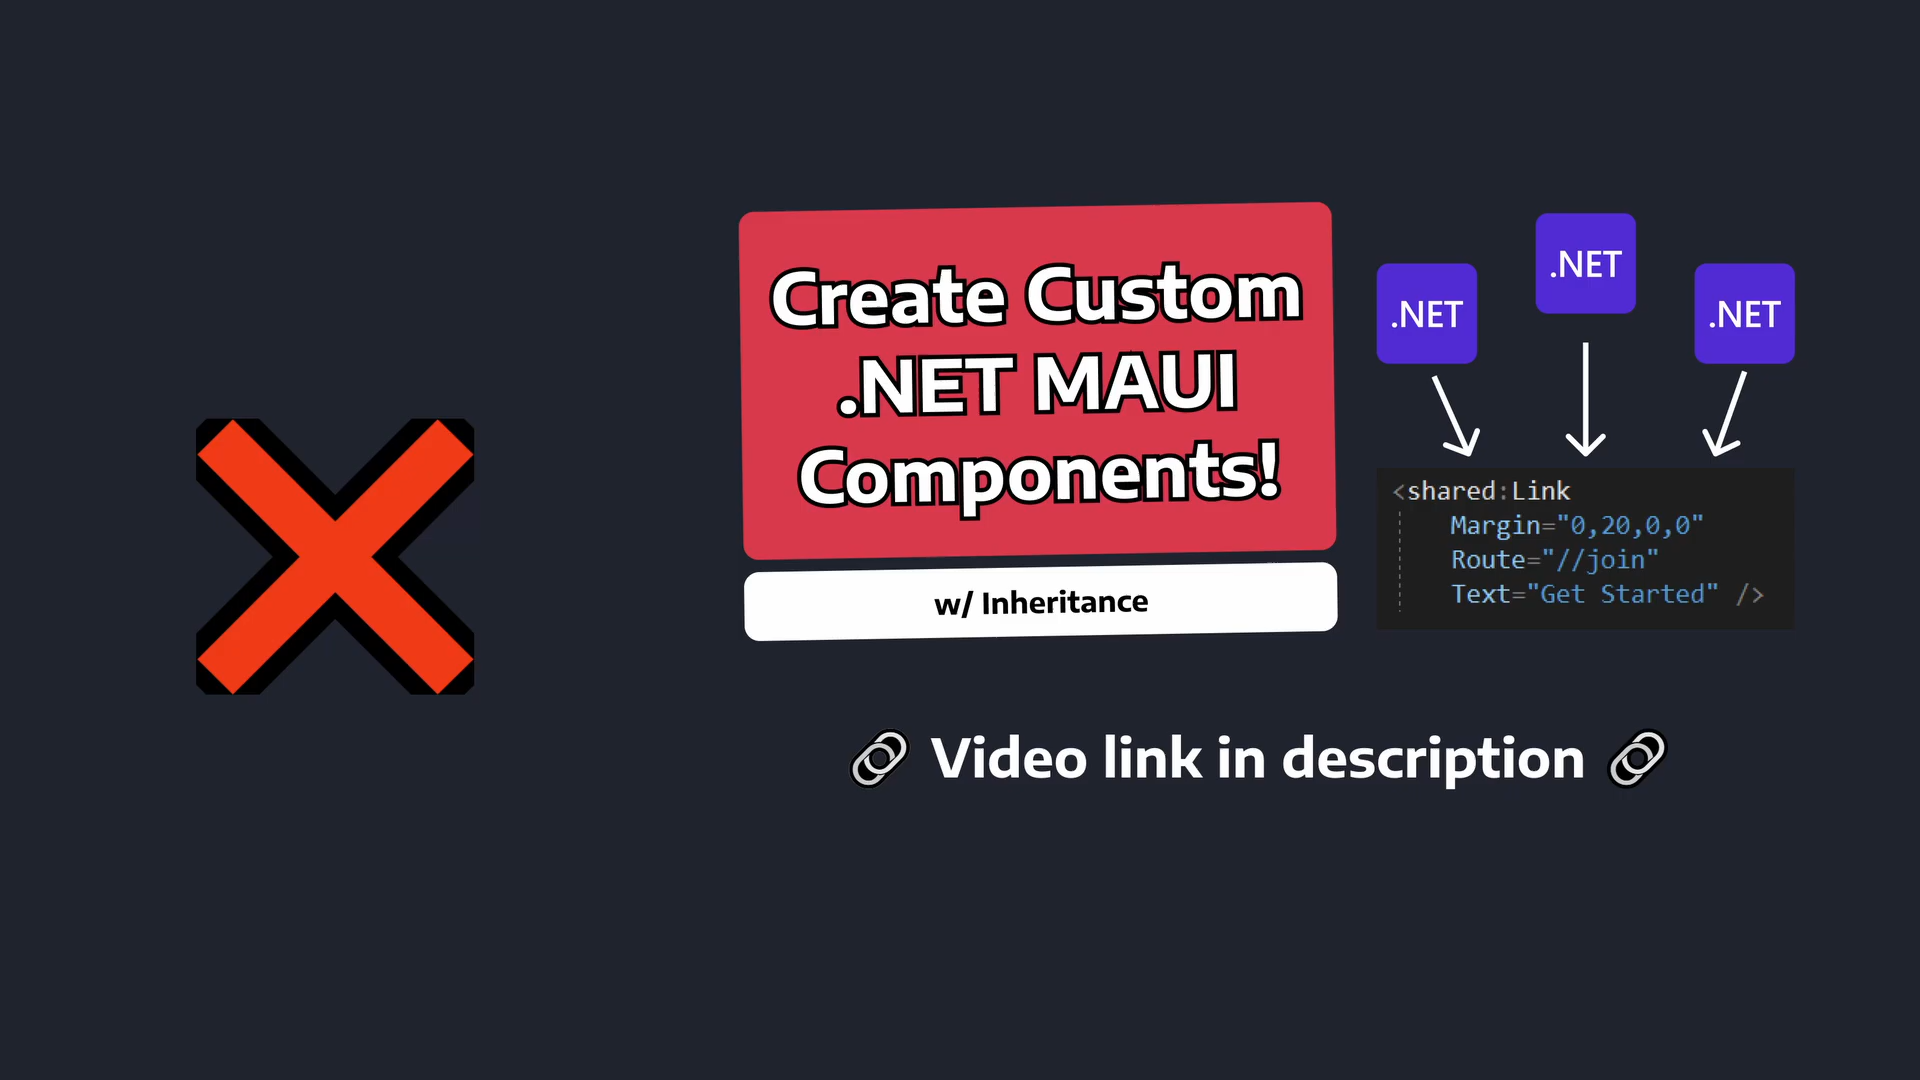 Create Custom
.NET MAUI
Components!
w/ Inheritance
.NET
.NET
.NET
<shared:Link
Margin="0,20,0,0"
Route="//join"
Text="Get Started" />
Video link in description